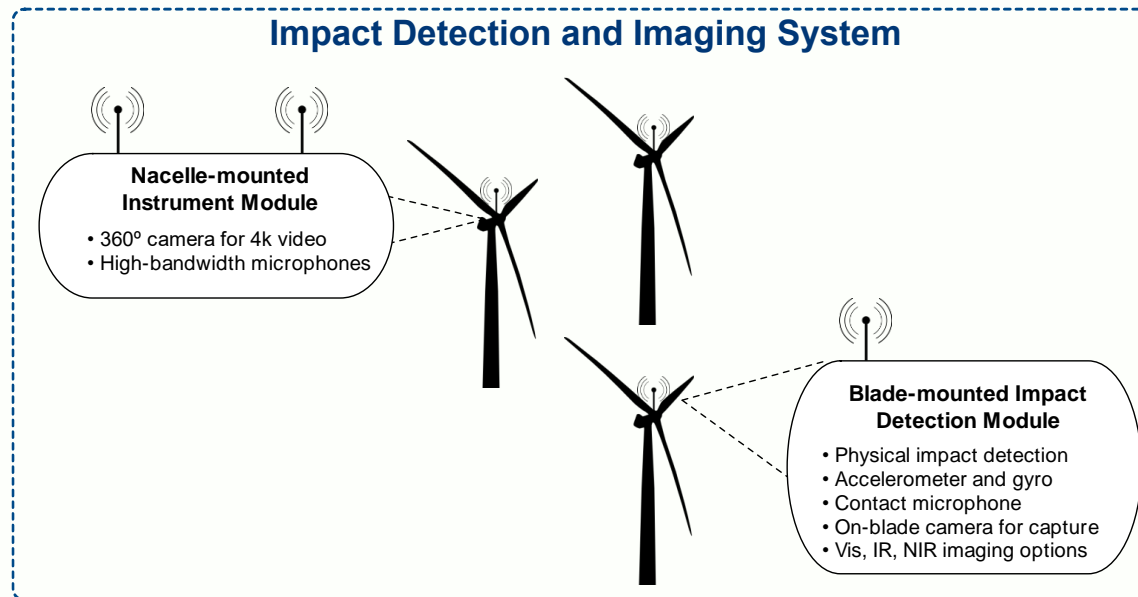 Impact Detection and Imaging System
Nacelle-mounted
Instrument Module
• 360º camera for 4k video
• High-bandwidth microphones
Blade-mounted Impact
Detection Module
• Physical impact detection
• Accelerometer and gyro
• Contact microphone
• On-blade camera for capture
• Vis, IR, NIR imaging options